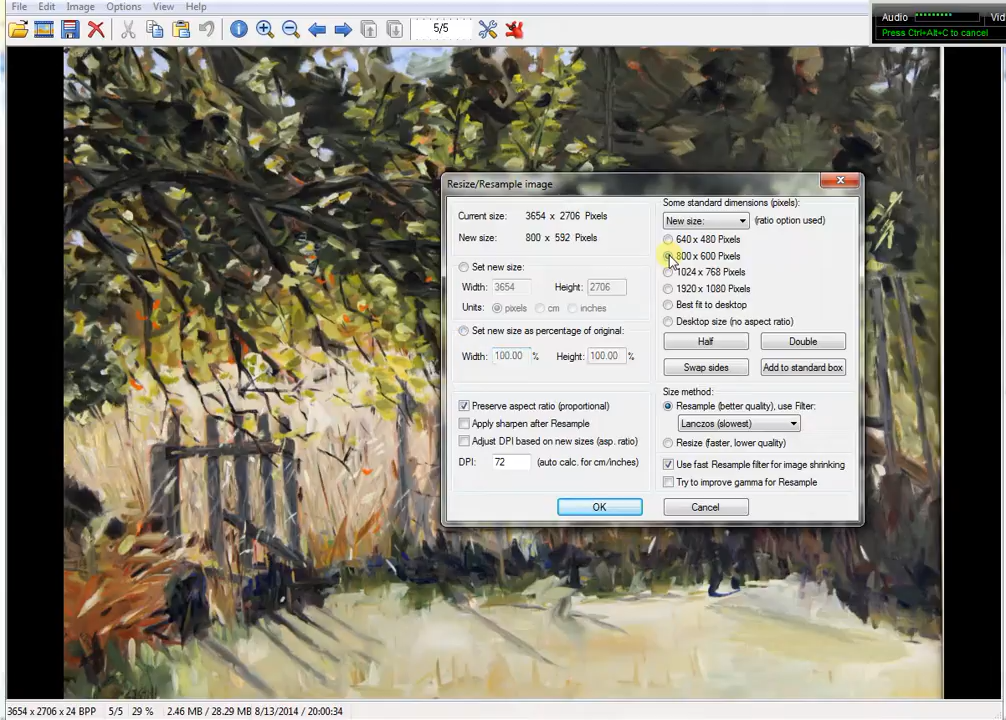 File Edit Image Options View Help
Audio Vid
Press Ctrl+Alt+C to cancel
5/5
Resize/Resample image
Current size: 3654 x 2706 Pixels
New size: 800 x 592 Pixels
Set new size:
Width: 3654 Height: 2706
Units: pixels cm inches
Set new size as percentage of original:
Width: 100.00 % Height: 100.00 %
Preserve aspect ratio (proportional)
Apply sharpen after Resample
Adjust DPI based on new sizes (asp. ratio)
DPI: 72 (auto calc. for cm/inches)
Some standard dimensions (pixels):
New size: (ratio option used)
640 x 480 Pixels
800 x 600 Pixels
1024 x 768 Pixels
1920 x 1080 Pixels
Best fit to desktop
Desktop size (no aspect ratio)
Half Double
Swap sides Add to standard box
Size method:
Resample (better quality), use Filter:
Lanczos (slowest)
Resize (faster, lower quality)
Use fast Resample filter for image shrinking
Try to improve gamma for Resample
OK Cancel
3654 x 2706 x 24 BPP 5/5 29 % 2.46 MB / 28.29 MB 8/13/2014 / 20:00:34